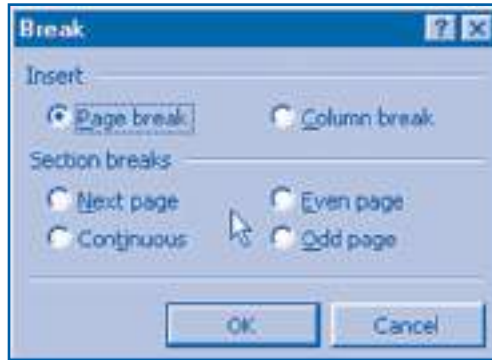 Break ? ×
Insert
Page break Column break
Section breaks
Next page Even page
Continuous Odd page
OK Cancel